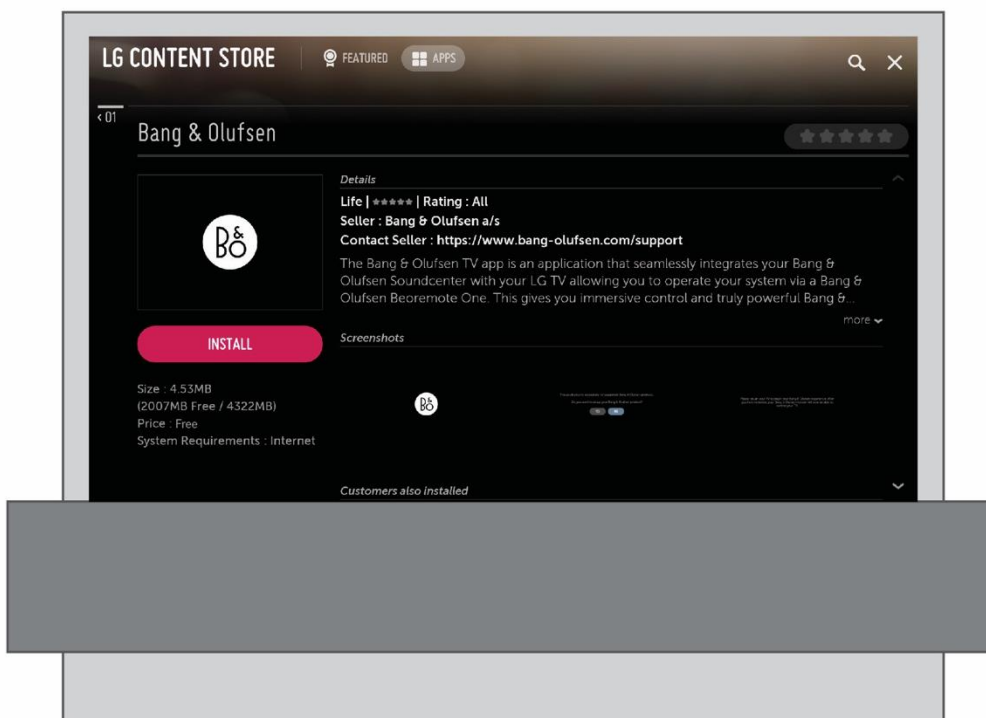 LG CONTENT STORE
FEATURED
APPS
<01
Bang & Olufsen
Details
Life | ★★★★★ | Rating : All
Seller : Bang & Olufsen a/s
Contact Seller : https://www.bang-olufsen.com/support
The Bang & Olufsen TV app is an application that seamlessly integrates your Bang &
Olufsen Soundcenter with your LG TV allowing you to operate your system via a Bang &
Olufsen Beoremote One. This gives you immersive control and truly powerful Bang &...
more
B&O
INSTALL
Size : 4.53MB
(2007MB Free / 4322MB)
Price : Free
System Requirements : Internet
Screenshots
B&O
Customers also installed